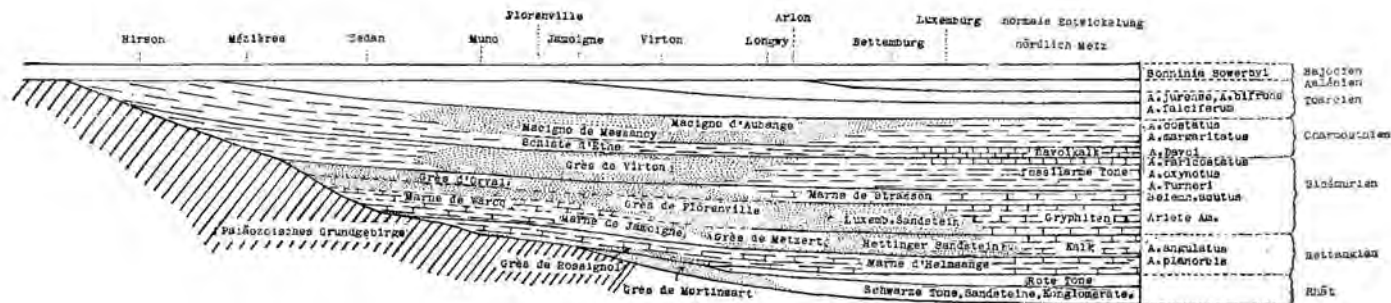 Florenville Arlon Luxemburg normale Entwickelung
Hirson Mézières Sedan Muno Jamoigne Virton Longwy Bettemburg nördlich Metz
Sonninia Sowerbyi Bajocien
Aalénien
A.jurense, A.bifrons Toarcien
A.falciferum
Macigno d'Aubange
Macigno de Messancy
A.costatus Charmouthien
A.margaritatus
Schiste d'Ethe
Davoikalk A.Davoi
Grès de Virton A.raricostatus
fossilarme Tone A.oxynotus
Grès d'Orval A.Turneri Sinémurien
Marne de Strassen Belemn.acutus
Marne de Warcq Grès de Florenville
Luxemb.Sandstein Gryphiten Ariete Am.
Marne de Jamoigne Grès de Metzert
Hettinger Sandstein Kalk A.angulatus
Paläozoisches Grundgebirge
Hettangien
Grès de Rossignol Marne d'Helmsange A.planorbis
Rote Tone
Grès de Mortinsart Schwarze Tone, Sandsteine, Konglomerate. Rhät